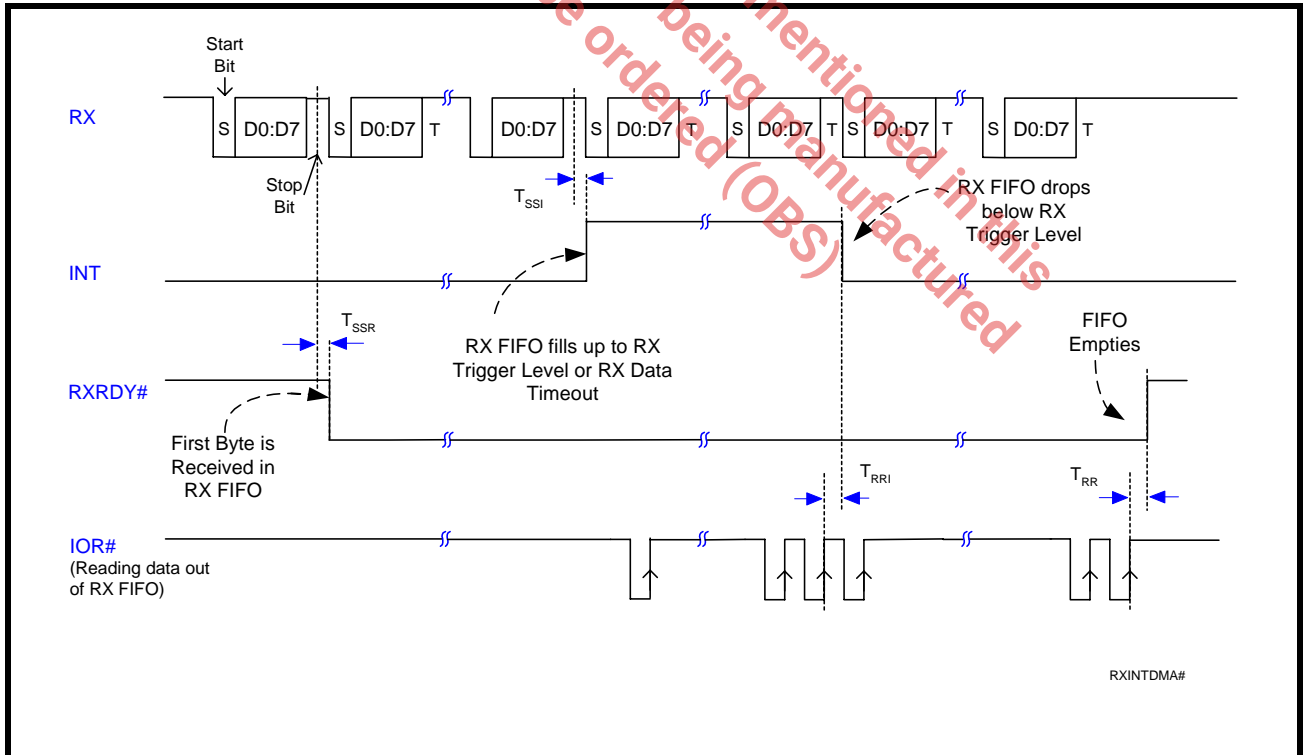 mentioned in this
being manufactured
be ordered (OBS)
Start
Bit
RX
S D0:D7 S D0:D7 T D0:D7 S D0:D7 T S D0:D7 T S D0:D7 T S D0:D7 T
Stop
Bit
TSSI
RX FIFO drops
below RX
Trigger Level
INT
TSSR
RX FIFO fills up to RX
Trigger Level or RX Data
Timeout
FIFO
Empties
RXRDY#
First Byte is
Received in
RX FIFO
TRRI
TRR
IOR#
(Reading data out
of RX FIFO)
RXINTDMA#